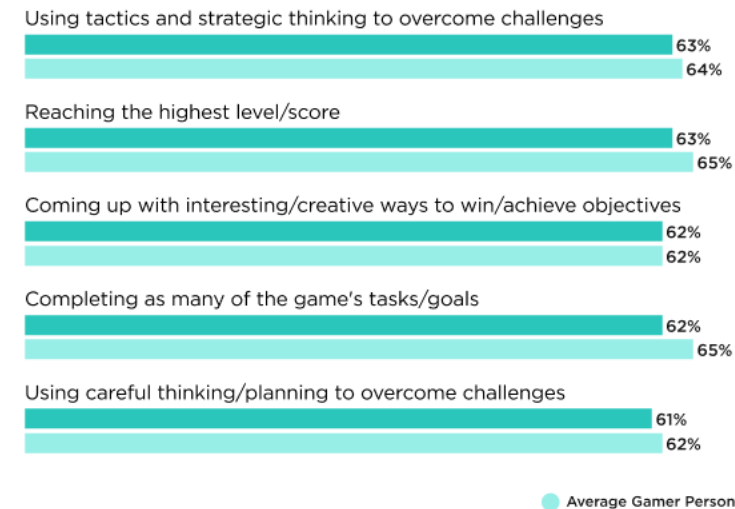 Using tactics and strategic thinking to overcome challenges
63%
64%
Reaching the highest level/score
63%
65%
Coming up with interesting/creative ways to win/achieve objectives
62%
62%
Completing as many of the game's tasks/goals
62%
65%
Using careful thinking/planning to overcome challenges
61%
62%
Average Gamer Person